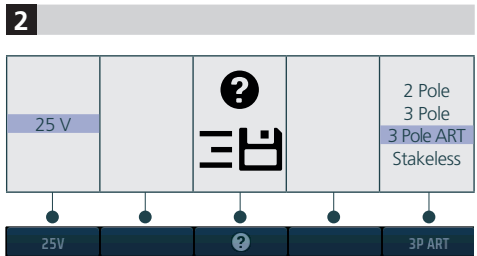 2
25 V
?
2 Pole
3 Pole
3 Pole ART
Stakeless
25V
?
3P ART